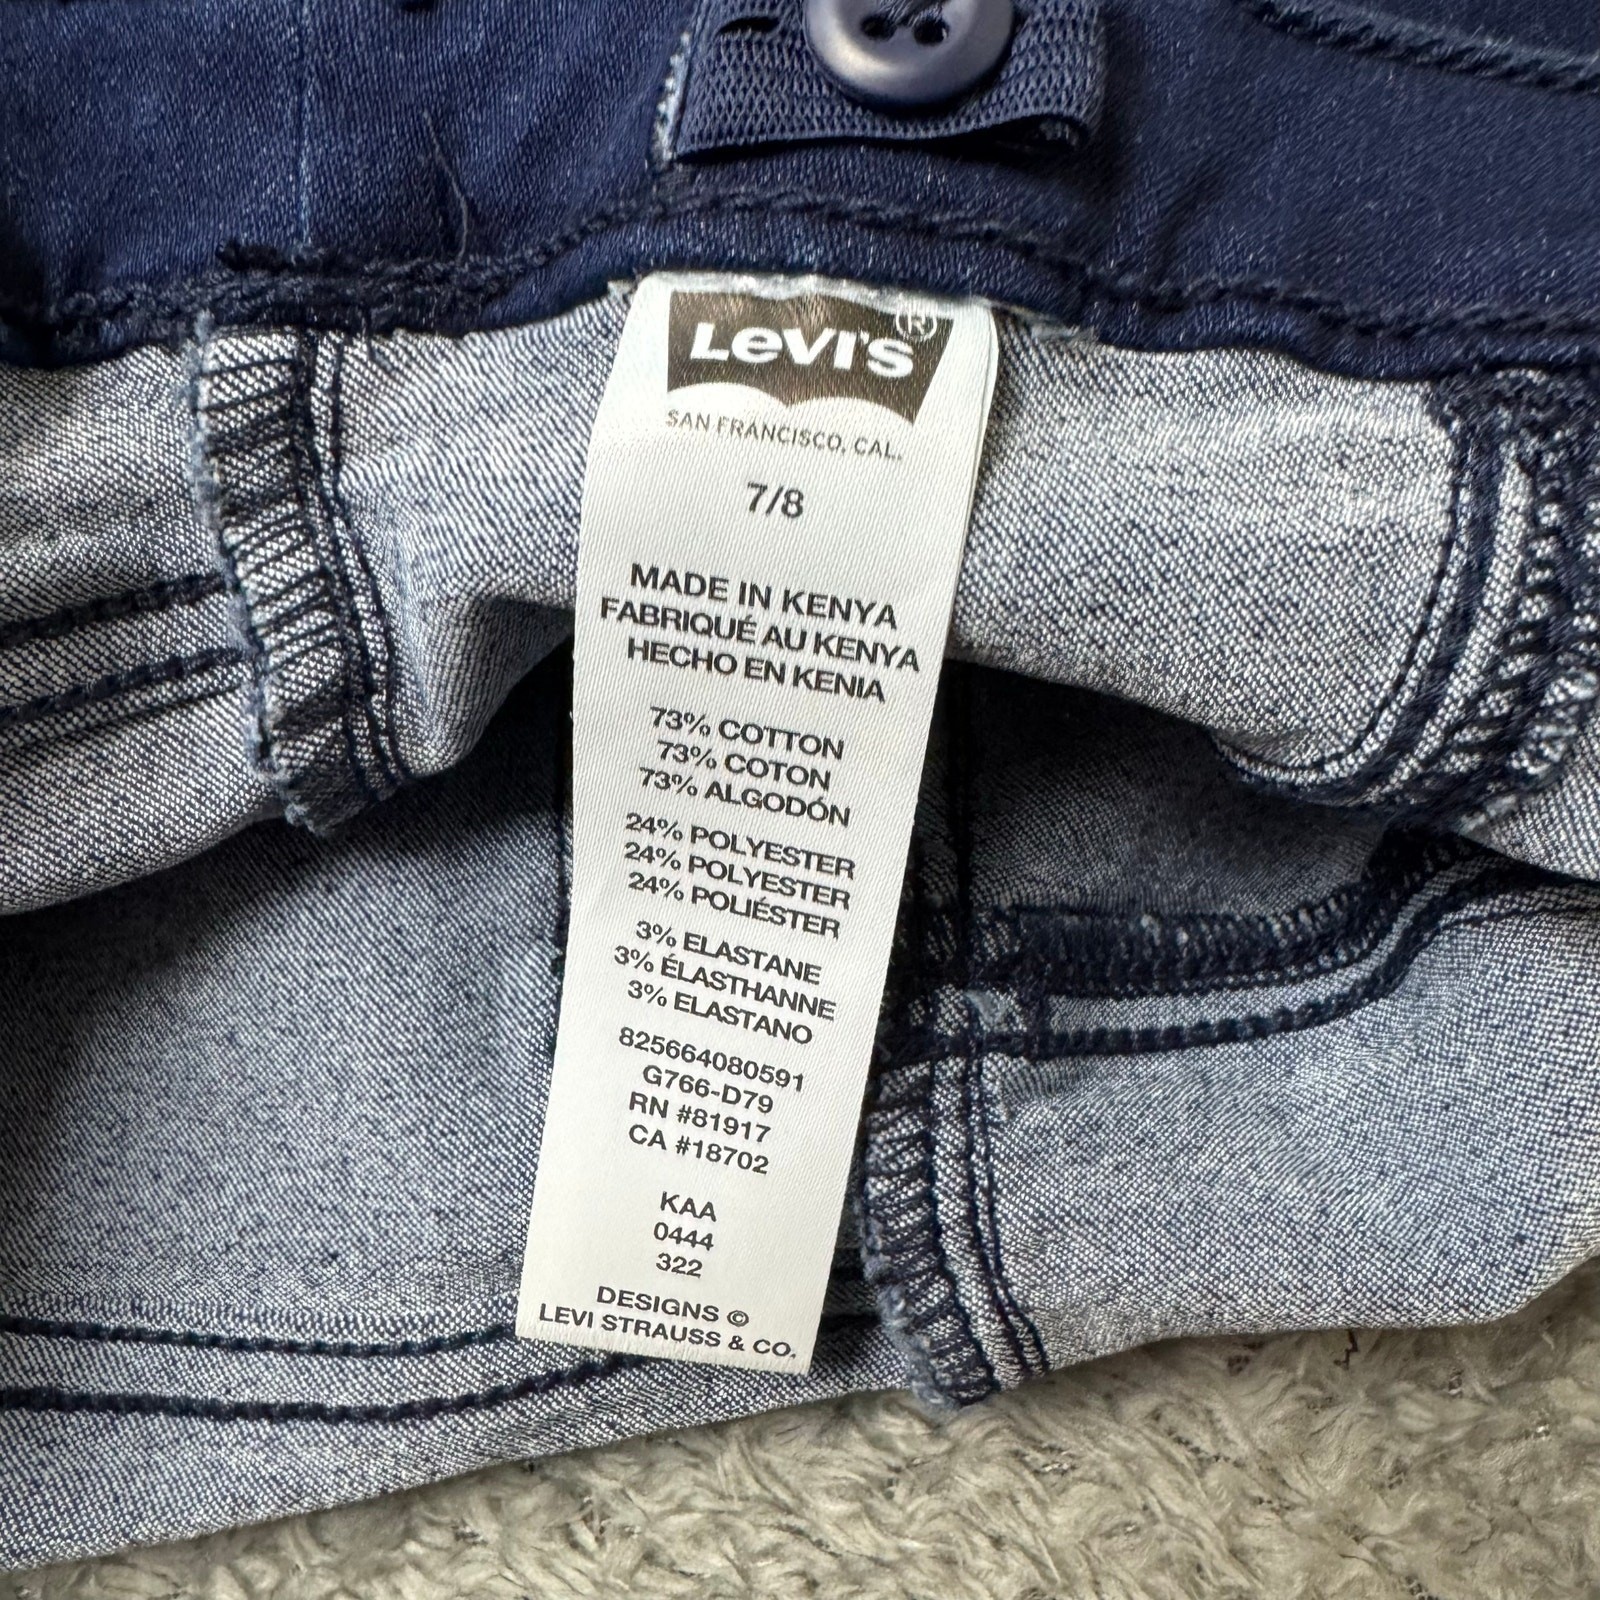 Levi's®
SAN FRANCISCO, CAL.
7/8
MADE IN KENYA
FABRIQUÉ AU KENYA
HECHO EN KENIA
73% COTTON
73% COTON
73% ALGODÓN
24% POLYESTER
24% POLYESTER
24% POLIÉSTER
3% ELASTANE
3% ÉLASTHANNE
3% ELASTANO
825664080591
G766-D79
RN #81917
CA #18702
KAA
0444
322
DESIGNS ©
LEVI STRAUSS & CO.